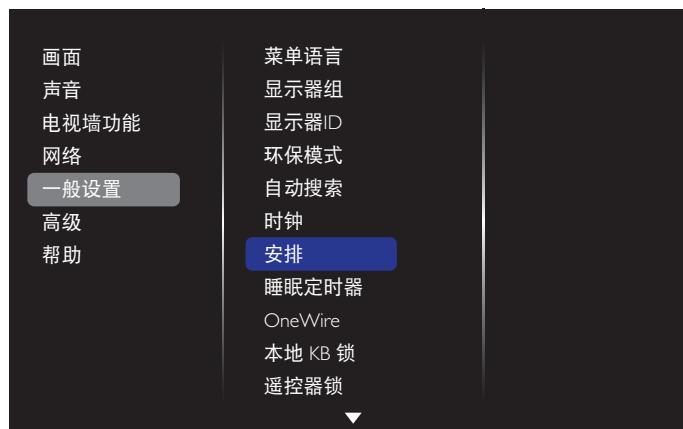 画面
声音
电视墙功能
网络
一般设置
高级
帮助
菜单语言
显示器组
显示器ID
环保模式
自动搜索
时钟
安排
睡眠定时器
OneWire
本地 KB 锁
遥控器锁